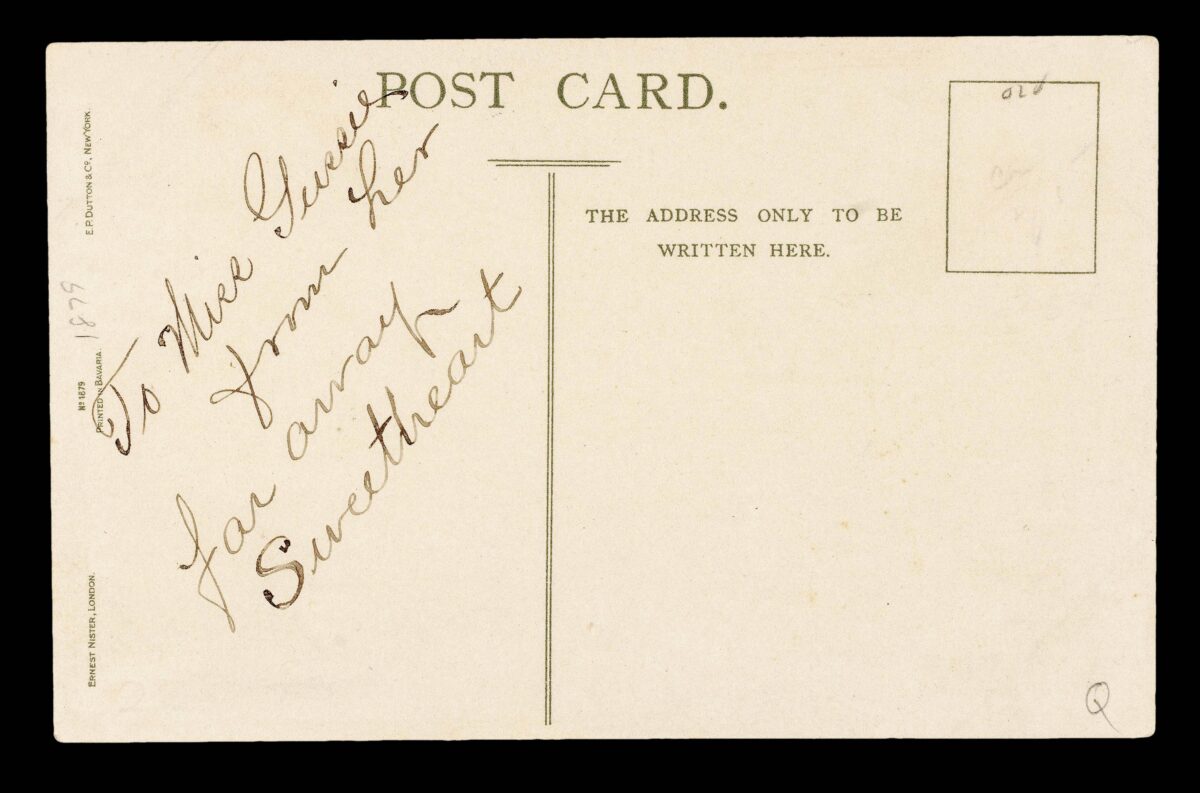 POST CARD.
THE ADDRESS ONLY TO BE
WRITTEN HERE.
To Miss Gussie
from her
far away
Sweetheart
E.P. DUTTON & Co., NEW YORK.
1879
No 1879
PRINTED IN BAVARIA.
ERNEST NISTER, LONDON.
Q